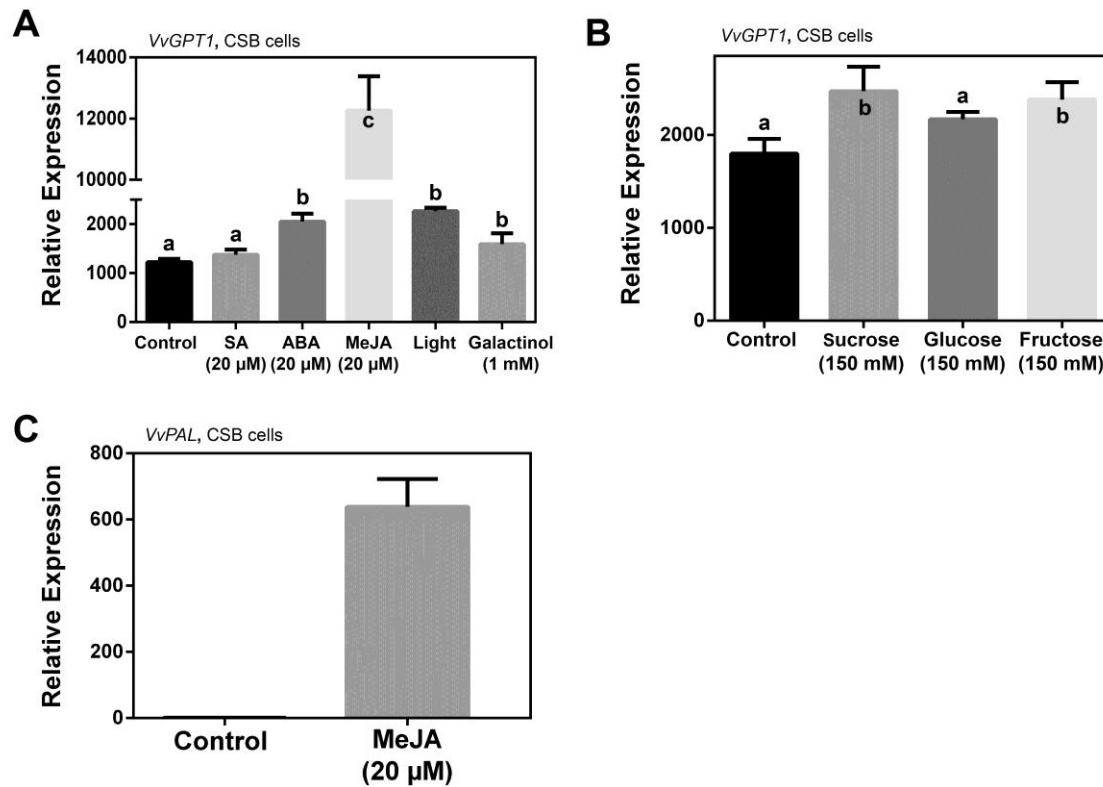 A
VvGPT1, CSB cells
Relative Expression
14000
12000
10000
2000
1000
0
a
a
b
c
b
b
Control
SA
(20 µM)
ABA
(20 µM)
MeJA
(20 µM)
Light
Galactinol
(1 mM)
B
VvGPT1, CSB cells
Relative Expression
2000
1000
0
a
b
a
b
Control
Sucrose
(150 mM)
Glucose
(150 mM)
Fructose
(150 mM)
C
VvPAL, CSB cells
Relative Expression
800
600
400
200
0
Control
MeJA
(20 µM)